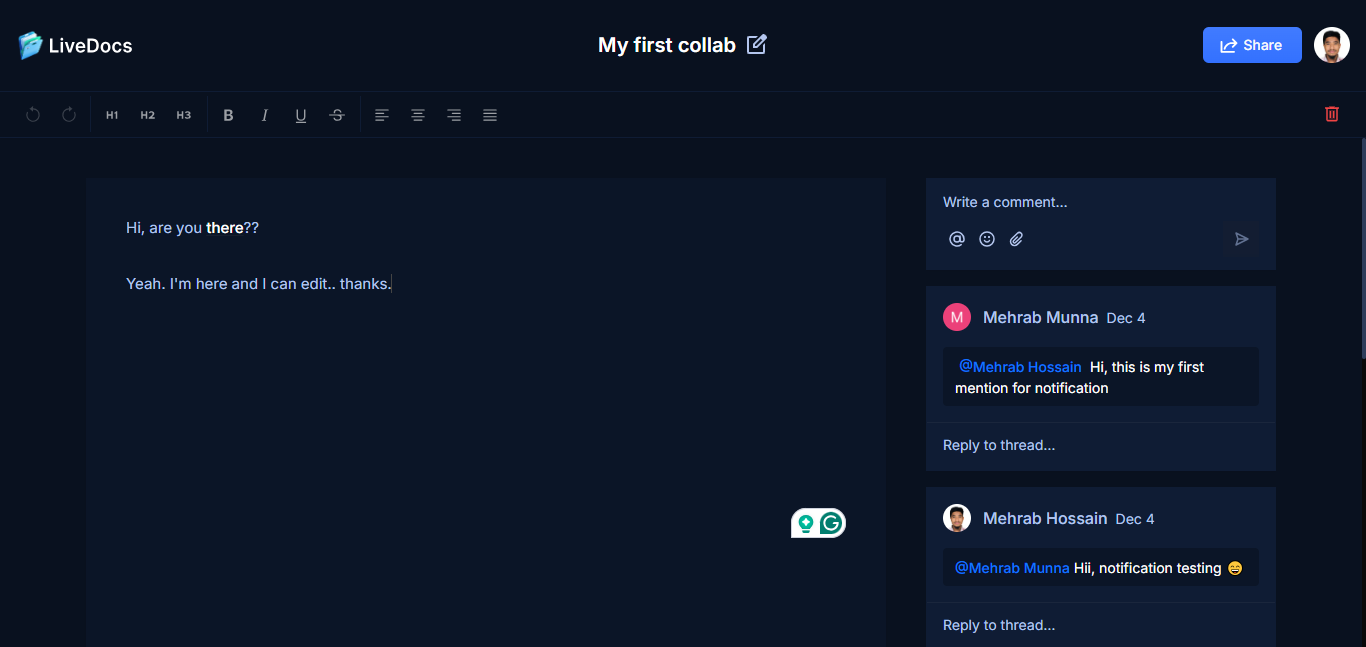 LiveDocs
My first collab
Share
H1 H2 H3 B I U S
Hi, are you there??
Yeah. I'm here and I can edit.. thanks.
Write a comment...
M Mehrab Munna Dec 4
@Mehrab Hossain Hi, this is my first
mention for notification
Reply to thread...
Mehrab Hossain Dec 4
@Mehrab Munna Hii, notification testing 😄
Reply to thread...